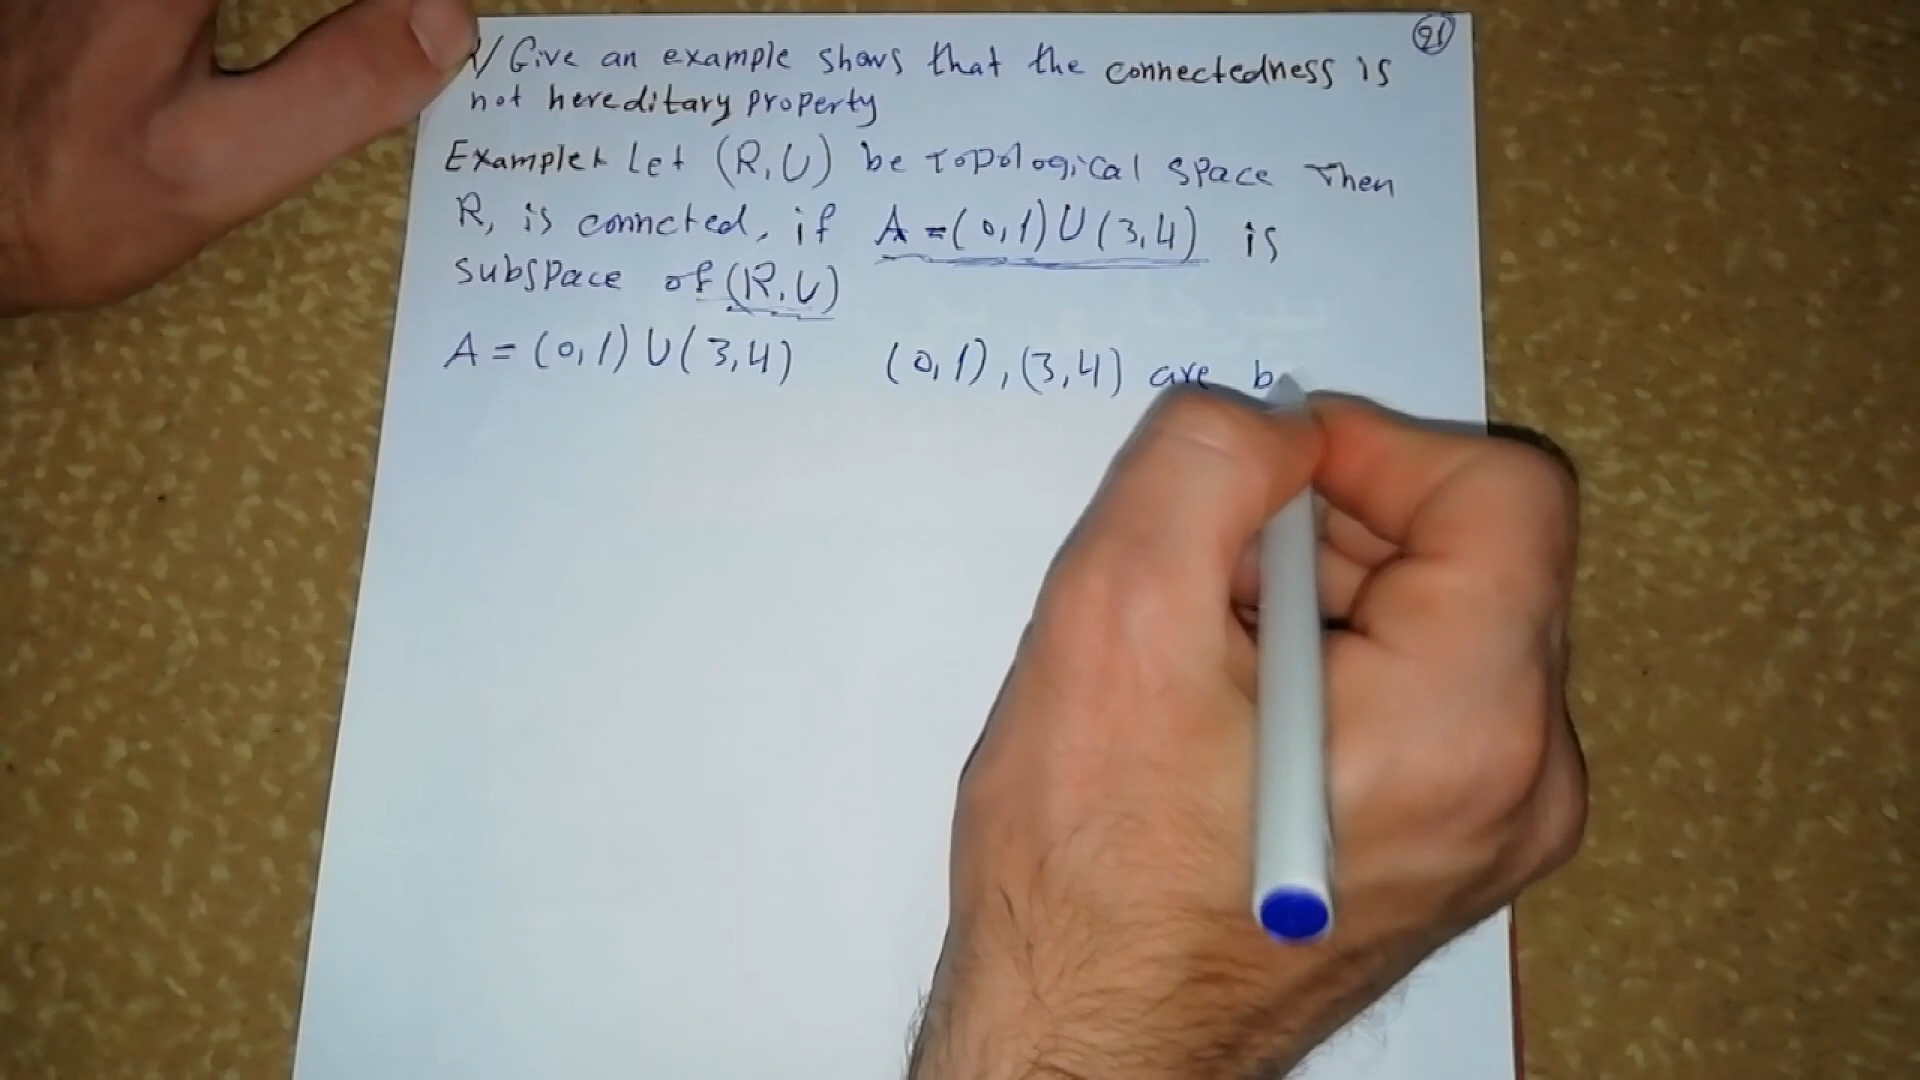 91
Give an example shows that the connectedness is
not hereditary property
Example Let (R,U) be topological space Then
R, is conncted, if A=(0,1)U(3,4) is
subspace of (R,U)
A=(0,1)U(3,4) (0,1),(3,4) are b